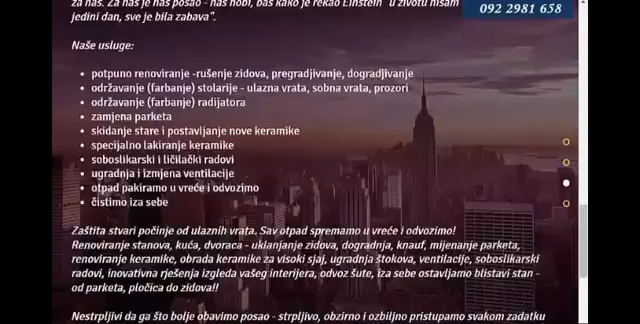 za nas. Za nas je naš posao - naš hobi, baš kako je rekao Einstein "u životu nisam
092 2981 658
jedini dan, sve je bila zabava".
Naše usluge:
• potpuno renoviranje -rušenje zidova, pregradjivanje, dogradjivanje
• održavanje (farbanje) stolarije - ulazna vrata, sobna vrata, prozori
• održavanje (farbanje) radijatora
• zamjena parketa
• skidanje stare i postavljanje nove keramike
• specijalno lakiranje keramike
• soboslikarski i ličilački radovi
• ugradnja i izmjena ventilacije
• otpad pakiramo u vreće i odvozimo
• čistimo iza sebe
Zaštita stvari počinje od ulaznih vrata. Sav otpad spremamo u vreće i odvozimo!
Renoviranje stanova, kuća, dvoraca - uklanjanje zidova, dogradnja, knauf, mijenanje parketa,
renoviranje keramike, obrada keramike za visoki sjaj, ugradnja štokova, ventilacije, soboslikarski
radovi, inovativna rješenja izgleda vašeg interijera, odvoz šute, iza sebe ostavljamo blistavi stan -
od parketa, pločica do zidova!!
Nestrpljivi da ga što bolje obavimo posao - strpljivo, obzirno i ozbiljno pristupamo svakom zadatku